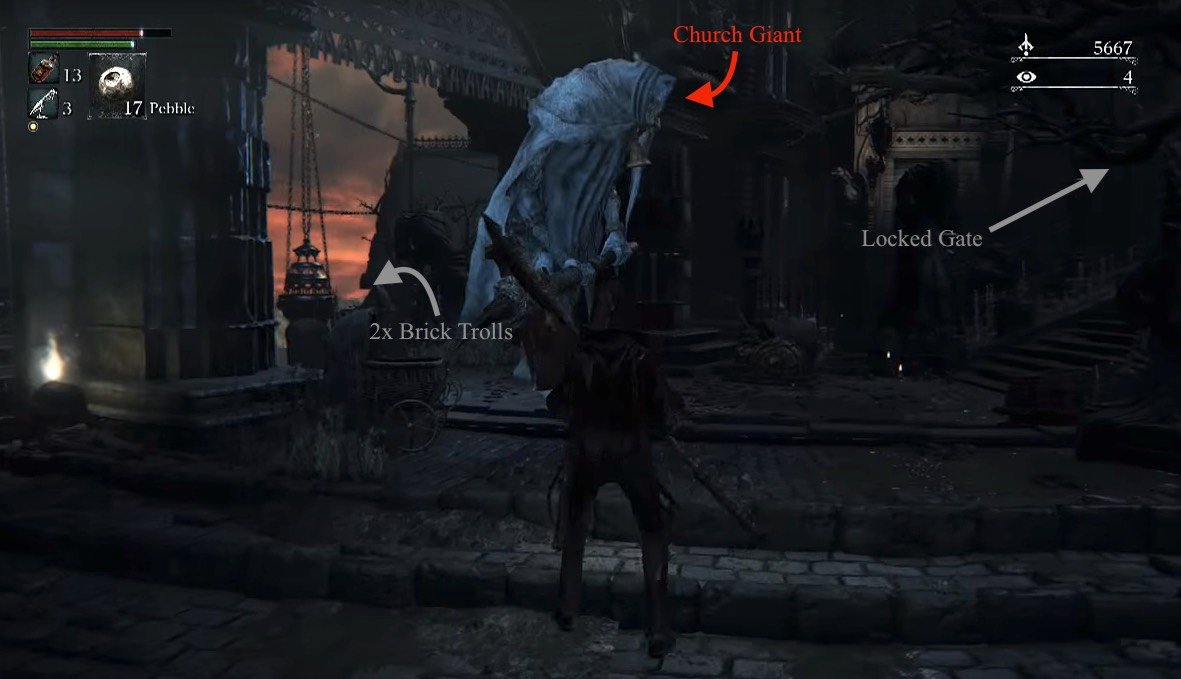 Church Giant
5667
13
4
3
17 Pebble
Locked Gate
2x Brick Trolls